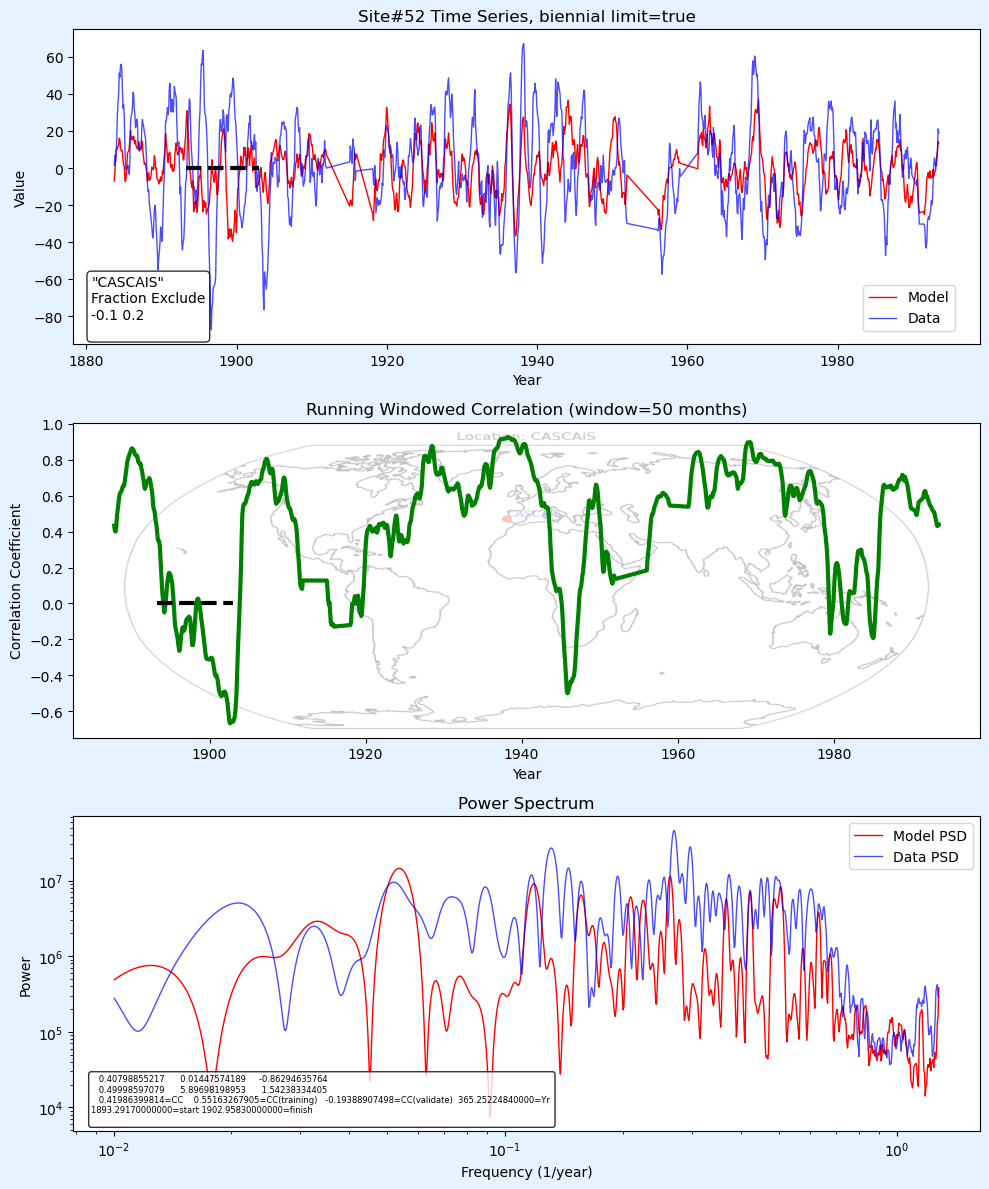 Site#52 Time Series, biennial limit=true
60
40
20
0
−20
−40
−60
−80
Value
"CASCAIS"
Fraction Exclude
-0.1 0.2
Model
Data
1880
1900
1920
1940
1960
1980
Year
Running Windowed Correlation (window=50 months)
Location: CASCAIS
1.0
0.8
0.6
0.4
0.2
0.0
−0.2
−0.4
−0.6
Correlation Coefficient
1900
1920
1940
1960
1980
Year
Power Spectrum
Model PSD
Data PSD
10^7
10^6
10^5
10^4
Power
0.40798855217 0.01447574189 -0.86294635764
0.49998597079 5.89698198953 1.54238334405
0.41986399814=CC 0.55163267905=CC(training) -0.19388907498=CC(validate) 365.25224840000=Yr
1893.29170000000=start 1902.95830000000=finish
10^−2
10^−1
10^0
Frequency (1/year)